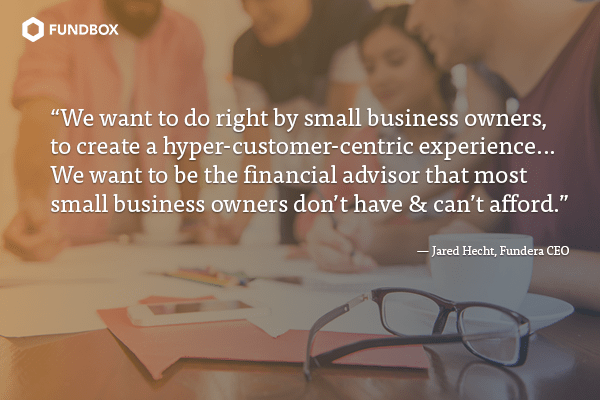 FUNDBOX
“We want to do right by small business owners,
to create a hyper-customer-centric experience...
We want to be the financial advisor that most
small business owners don’t have & can’t afford.”
— Jared Hecht, Fundera CEO